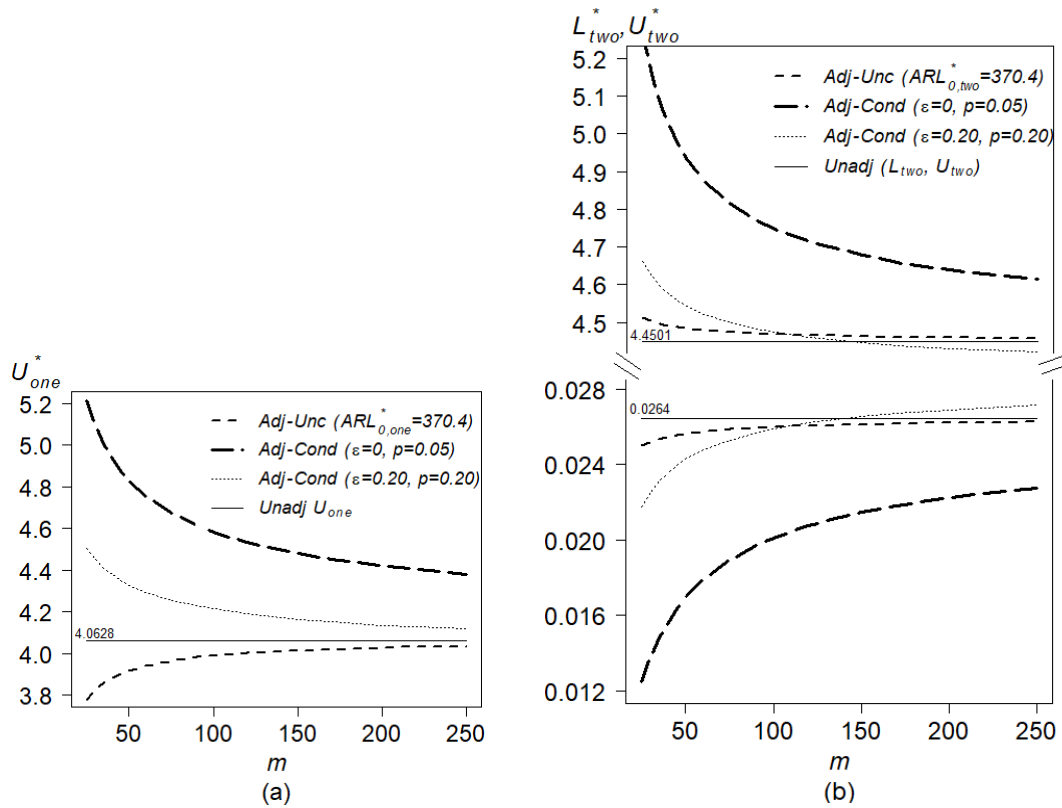 U*one
5.2
5.0
4.8
4.6
4.4
4.2
4.0
3.8
4.0628
Adj-Unc (ARL*0,one=370.4)
Adj-Cond (ε=0, p=0.05)
Adj-Cond (ε=0.20, p=0.20)
Unadj Uone
50 100 150 200 250
m
(a)
L*two, U*two
5.2
5.1
5.0
4.9
4.8
4.7
4.6
4.5
4.4501
Adj-Unc (ARL*0,two=370.4)
Adj-Cond (ε=0, p=0.05)
Adj-Cond (ε=0.20, p=0.20)
Unadj (Ltwo, Utwo)
0.028
0.024
0.020
0.016
0.012
0.0264
50 100 150 200 250
m
(b)